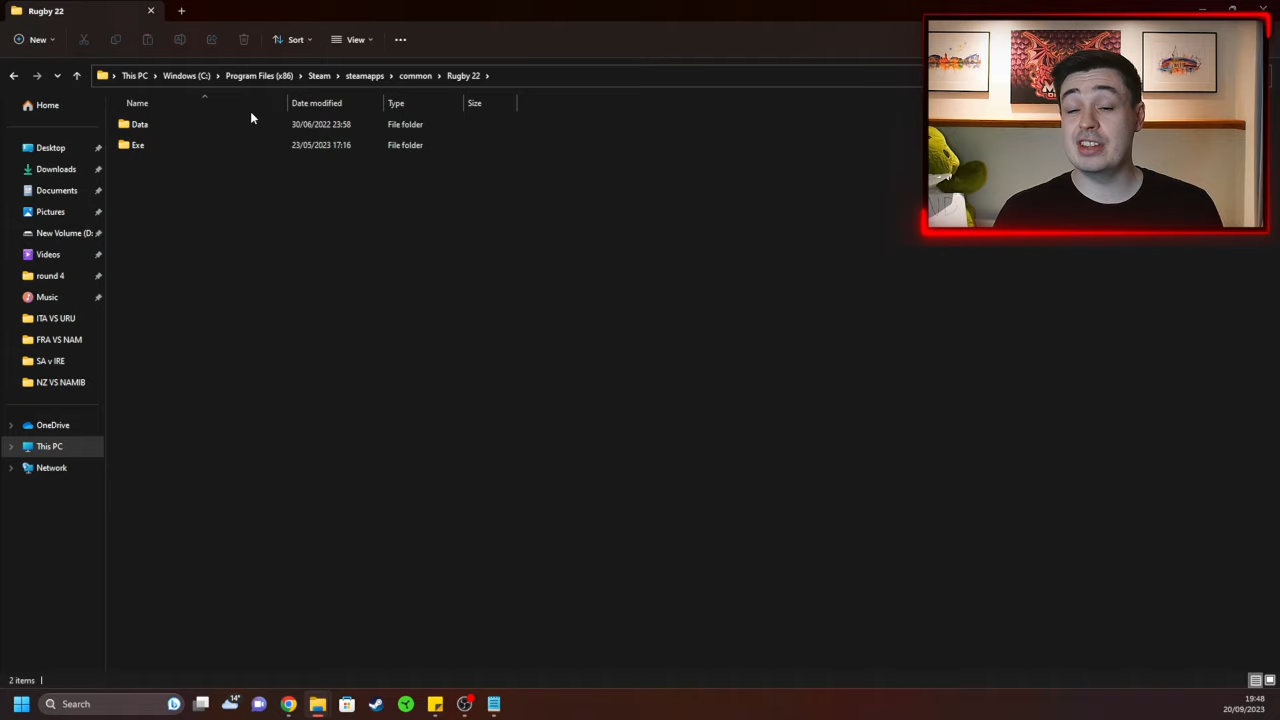 Rugby 22
New
Sort
View
This PC
Windows (C:)
Program Files (x86)
Steam
steamapps
common
Rugby 22
Name
Date modified
Type
Size
Data
30/06/2022 23:58
File folder
Exe
23/05/2023 17:16
File folder
Home
Desktop
Downloads
Documents
Pictures
New Volume (D:
Videos
round 4
Music
ITA VS URU
FRA VS NAM
SA v IRE
NZ VS NAMIB
OneDrive
This PC
Network
2 items
14°
Search
19:48
20/09/2023